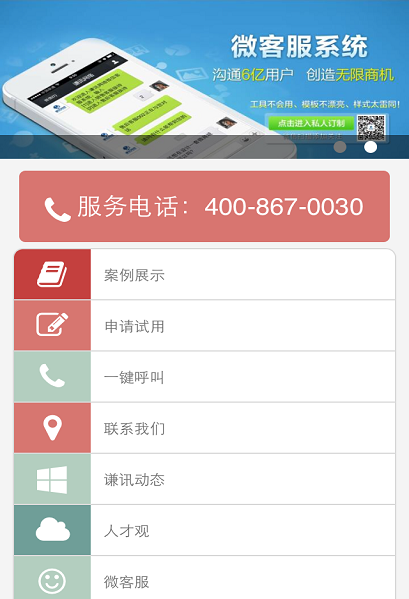 微客服系统
沟通6亿用户 创造无限商机
工具不会用、模板不漂亮、样式太雷同!
点击进入私人订制
服务电话：400-867-0030
案例展示
申请试用
一键呼叫
联系我们
谦讯动态
人才观
微客服